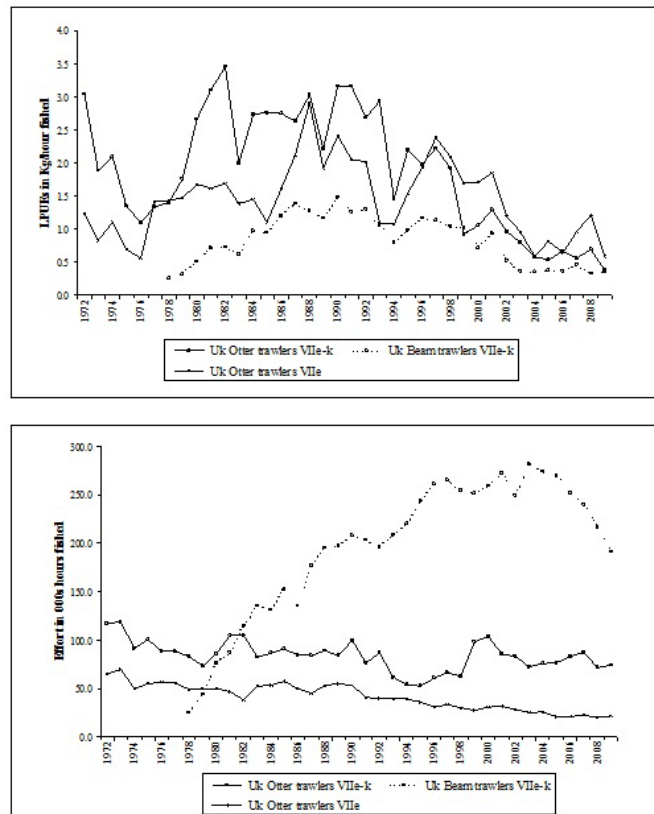 4.0
3.5
3.0
2.5
2.0
1.5
1.0
0.5
0.0
LPUEs in Kg/hour fished
1972 1974 1976 1978 1980 1982 1984 1986 1988 1990 1992 1994 1996 1998 2000 2002 2004 2006 2008
Uk Otter trawlers VIIe-k Uk Beam trawlers VIIe-k
Uk Otter trawlers VIIe
300.0
250.0
200.0
150.0
100.0
50.0
0.0
Effort in 000s hours fished
1972 1974 1976 1978 1980 1982 1984 1986 1988 1990 1992 1994 1996 1998 2000 2002 2004 2006 2008
Uk Otter trawlers VIIe-k Uk Beam trawlers VIIe-k
Uk Otter trawlers VIIe